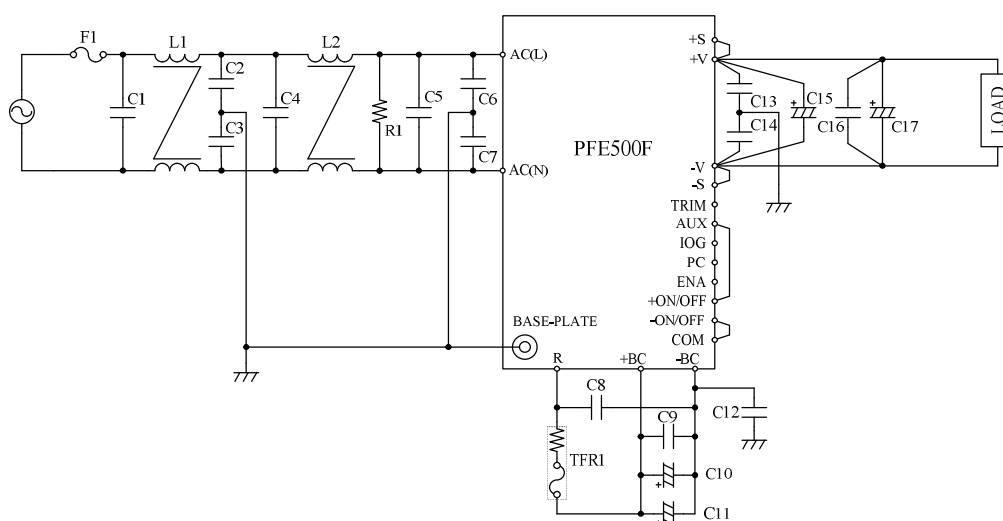 F1
L1
L2
C1
C2
C3
C4
R1
C5
C6
C7
AC(L)
AC(N)
PFE500F
BASE-PLATE
+S
+V
-V
-S
TRIM
AUX
IOG
PC
ENA
+ON/OFF
-ON/OFF
COM
R
+BC
-BC
C13
C14
+
C15
C16
+
C17
LOAD
C8
C9
C12
TFR1
+
C10
+
C11